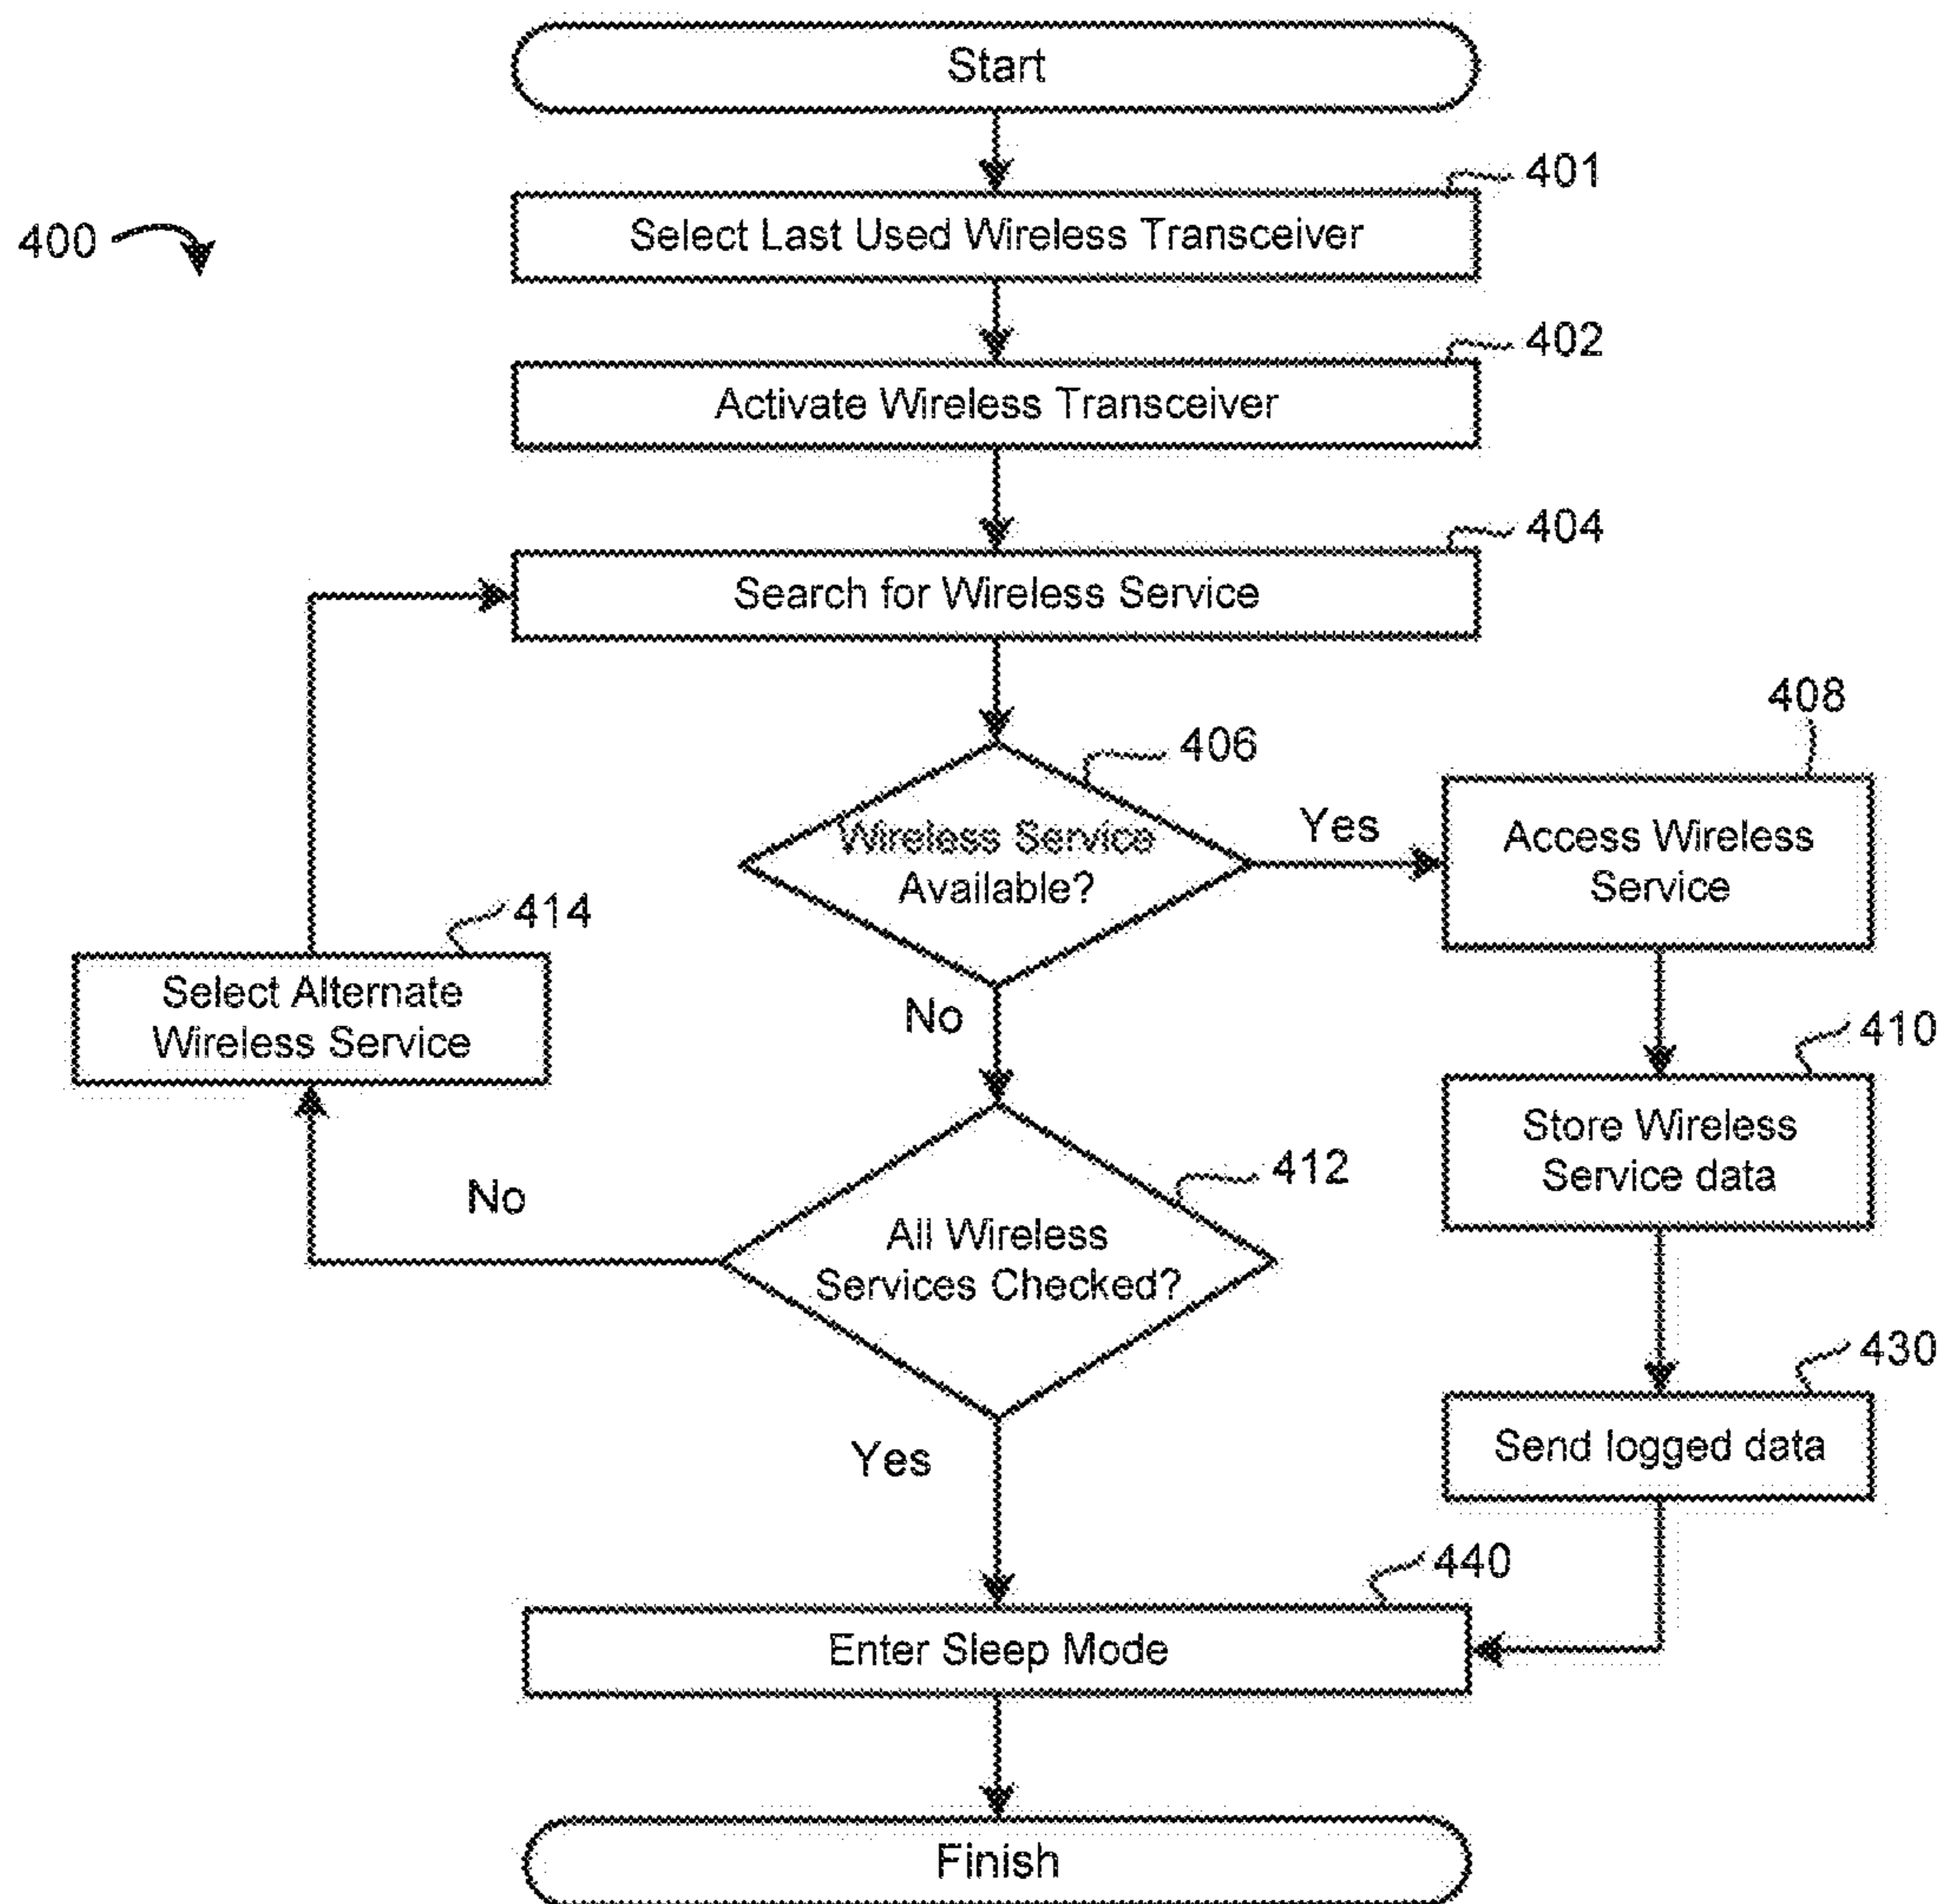 Start
401
Select Last Used Wireless Transceiver
400
402
Activate Wireless Transceiver
404
Search for Wireless Service
408
406
Wireless Service
Available?
Yes
Access Wireless
Service
414
Select Alternate
Wireless Service
No
410
Store Wireless
Service data
412
No
All Wireless
Services Checked?
430
Send logged data
Yes
440
Enter Sleep Mode
Finish